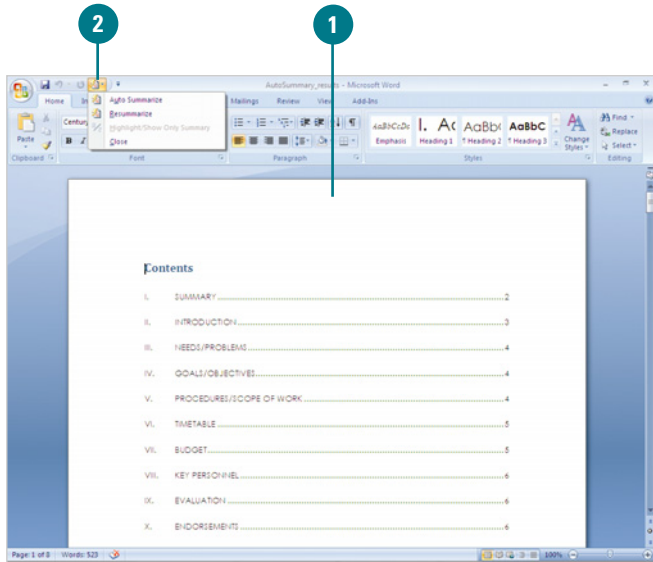 2
1
AutoSummary_results - Microsoft Word
Home
In
Mailings
Review
View
Add-Ins
Auto Summarize
Resummarize
Highlight/Show Only Summary
Close
Paste
Century
B I
AaBbCcDc
I. AC
AaBb(
AaBbC
Emphasis
Heading 1
¶ Heading 2
¶ Heading 3
Change Styles
Find
Replace
Select
Clipboard
Font
Paragraph
Styles
Editing
Contents
I. SUMMARY 2
II. INTRODUCTION 3
III. NEEDS/PROBLEMS 4
IV. GOALS/OBJECTIVES 4
V. PROCEDURES/SCOPE OF WORK 4
VI. TIMETABLE 5
VII. BUDGET 5
VIII. KEY PERSONNEL 6
IX. EVALUATION 6
X. ENDORSEMENTS 6
Page: 1 of 8
Words: 523
100%